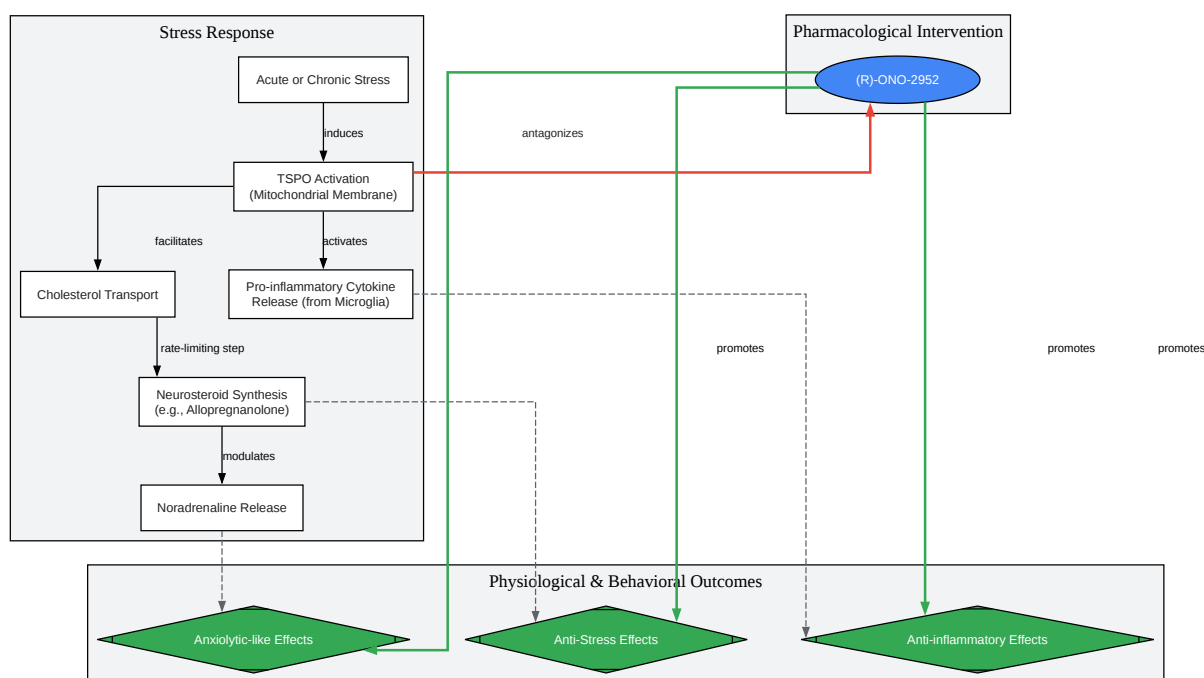 Stress Response
Pharmacological Intervention
Acute or Chronic Stress
(R)-ONO-2952
induces
antagonizes
TSPO Activation
(Mitochondrial Membrane)
facilitates
activates
Cholesterol Transport
Pro-inflammatory Cytokine
Release (from Microglia)
rate-limiting step
promotes
promotes
promotes
Neurosteroid Synthesis
(e.g., Allopregnanolone)
modulates
Noradrenaline Release
Physiological & Behavioral Outcomes
Anxiolytic-like Effects
Anti-Stress Effects
Anti-inflammatory Effects